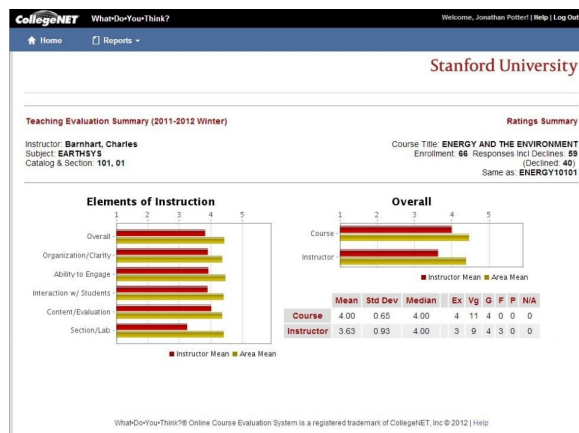 CollegeNET What•Do•You•Think? Welcome, Jonathan Potter! | Help | Log Out
Home Reports
Stanford University
Teaching Evaluation Summary (2011-2012 Winter) Ratings Summary
Instructor: Barnhart, Charles Course Title: ENERGY AND THE ENVIRONMENT
Subject: EARTHSYS Enrollment: 66 Responses Incl Declines: 59
Catalog & Section: 101, 01 (Declined: 40)
Same as: ENERGY10101
Elements of Instruction
1 2 3 4 5
Overall
Organization/Clarity
Ability to Engage
Interaction w/ Students
Content/Evaluation
Section/Lab
Instructor Mean Area Mean
Overall
1 2 3 4 5
Course
Instructor
Instructor Mean Area Mean
Mean Std Dev Median Ex Vg G F P N/A
Course 4.00 0.65 4.00 4 11 4 0 0 0
Instructor 3.63 0.93 4.00 3 9 4 3 0 0
What•Do•You•Think?® Online Course Evaluation System is a registered trademark of CollegeNET, Inc © 2012 | Help